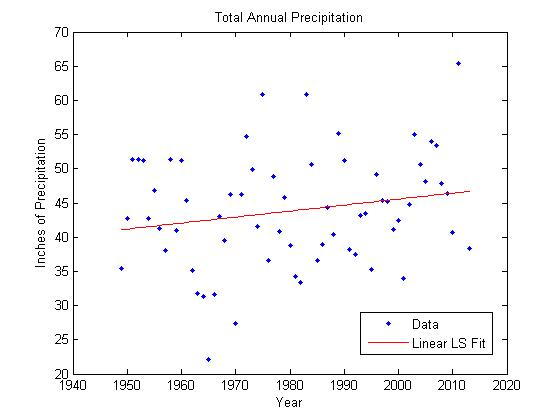 Total Annual Precipitation
70
65
60
55
50
45
40
35
30
25
20
Inches of Precipitation
Data
Linear LS Fit
1940 1950 1960 1970 1980 1990 2000 2010 2020
Year